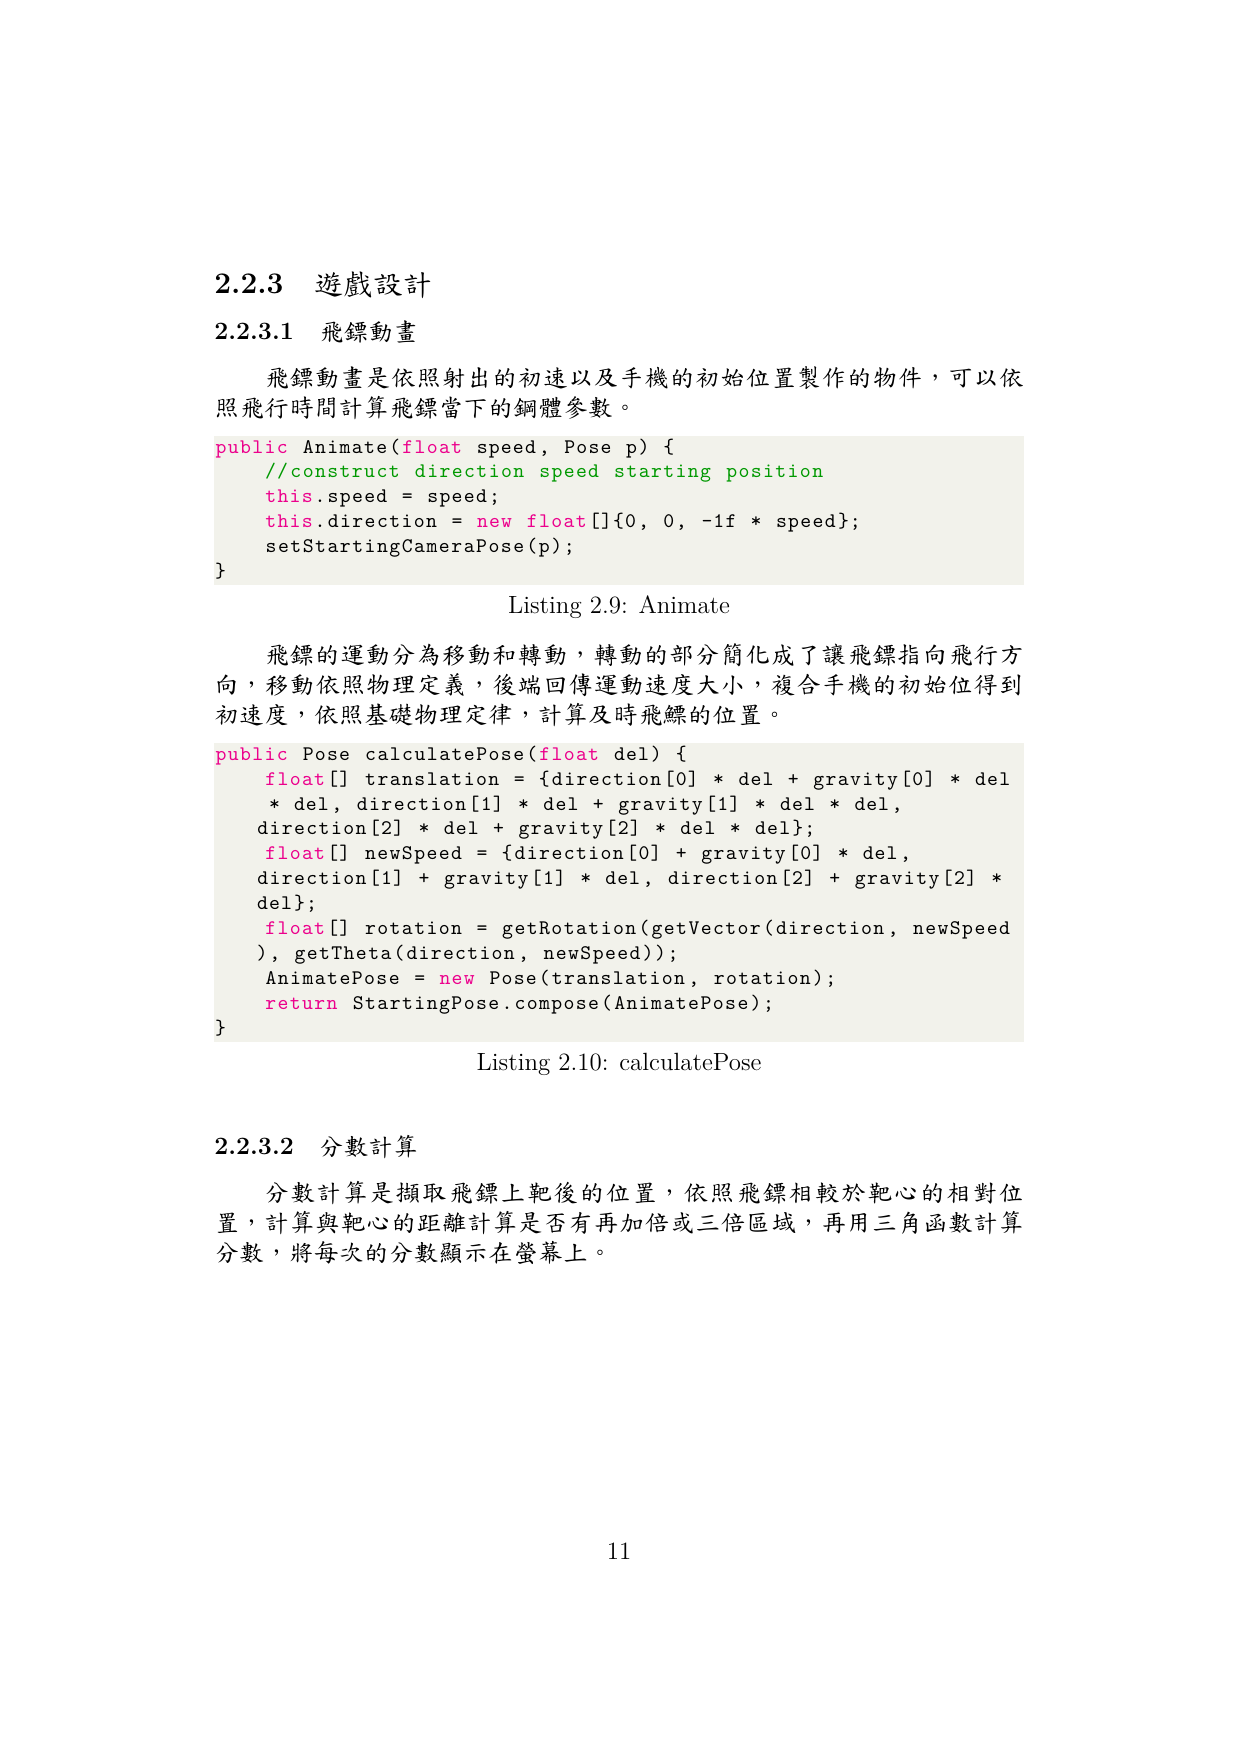 2.2.3 遊戲設計
2.2.3.1 飛鏢動畫
飛鏢動畫是依照射出的初速以及手機的初始位置製作的物件，可以依
照飛行時間計算飛鏢當下的鋼體參數。
public Animate(float speed, Pose p) {
    //construct direction speed starting position
    this.speed = speed;
    this.direction = new float[]{0, 0, -1f * speed};
    setStartingCameraPose(p);
}
Listing 2.9: Animate
飛鏢的運動分為移動和轉動，轉動的部分簡化成了讓飛鏢指向飛行方
向，移動依照物理定義，後端回傳運動速度大小，複合手機的初始位得到
初速度，依照基礎物理定律，計算及時飛鰾的位置。
public Pose calculatePose(float del) {
    float[] translation = {direction[0] * del + gravity[0] * del
    * del, direction[1] * del + gravity[1] * del * del,
    direction[2] * del + gravity[2] * del * del};
    float[] newSpeed = {direction[0] + gravity[0] * del,
    direction[1] + gravity[1] * del, direction[2] + gravity[2] *
    del};
    float[] rotation = getRotation(getVector(direction, newSpeed
    ), getTheta(direction, newSpeed));
    AnimatePose = new Pose(translation, rotation);
    return StartingPose.compose(AnimatePose);
}
Listing 2.10: calculatePose
2.2.3.2 分數計算
分數計算是擷取飛鏢上靶後的位置，依照飛鏢相較於靶心的相對位
置，計算與靶心的距離計算是否有再加倍或三倍區域，再用三角函數計算
分數，將每次的分數顯示在螢幕上。
11